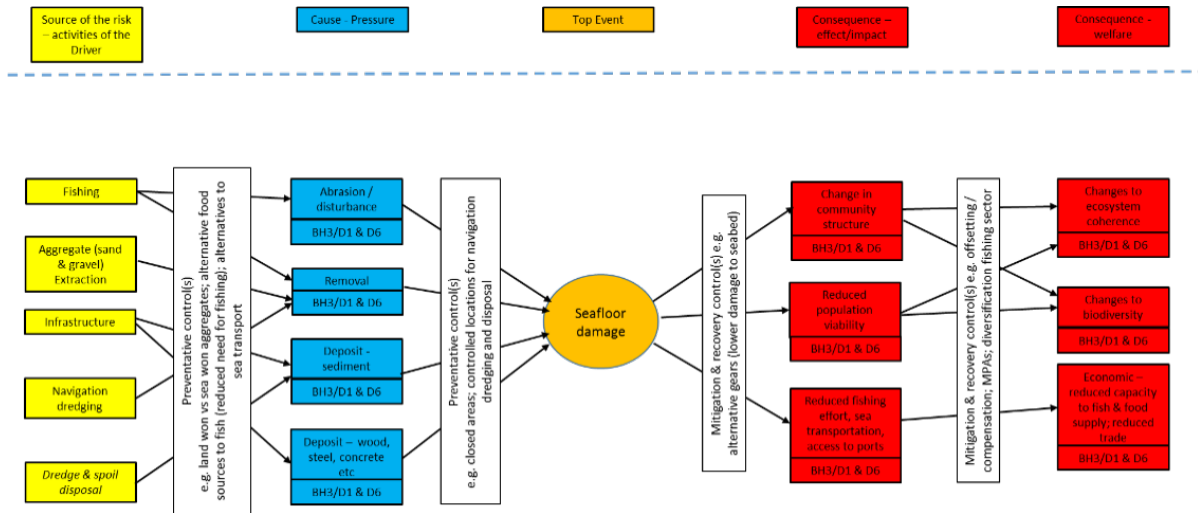 Source of the risk
– activities of the
Driver
Cause - Pressure
Top Event
Consequence –
effect/impact
Consequence -
welfare
Fishing
Aggregate (sand
& gravel)
Extraction
Infrastructure
Navigation
dredging
Dredge & spoil
disposal
Preventative control(s)
e.g. land won vs sea won aggregates; alternative food
sources to fish (reduced need for fishing); alternatives to
sea transport
Abrasion /
disturbance
BH3/D1 & D6
Removal
BH3/D1 & D6
Deposit -
sediment
BH3/D1 & D6
Deposit – wood,
steel, concrete
etc
BH3/D1 & D6
Preventative control(s)
e.g. closed areas; controlled locations for navigation
dredging and disposal
Seafloor
damage
Mitigation & recovery control(s) e.g.
alternative gears (lower damage to seabed)
Change in
community
structure
BH3/D1 & D6
Reduced
population
viability
BH3/D1 & D6
Reduced fishing
effort, sea
transportation,
access to ports
BH3/D1 & D6
Mitigation & recovery control(s) e.g. offsetting /
compensation; MPAs; diversification fishing sector
Changes to
ecosystem
coherence
BH3/D1 & D6
Changes to
biodiversity
BH3/D1 & D6
Economic –
reduced capacity
to fish & food
supply; reduced
trade
BH3/D1 & D6